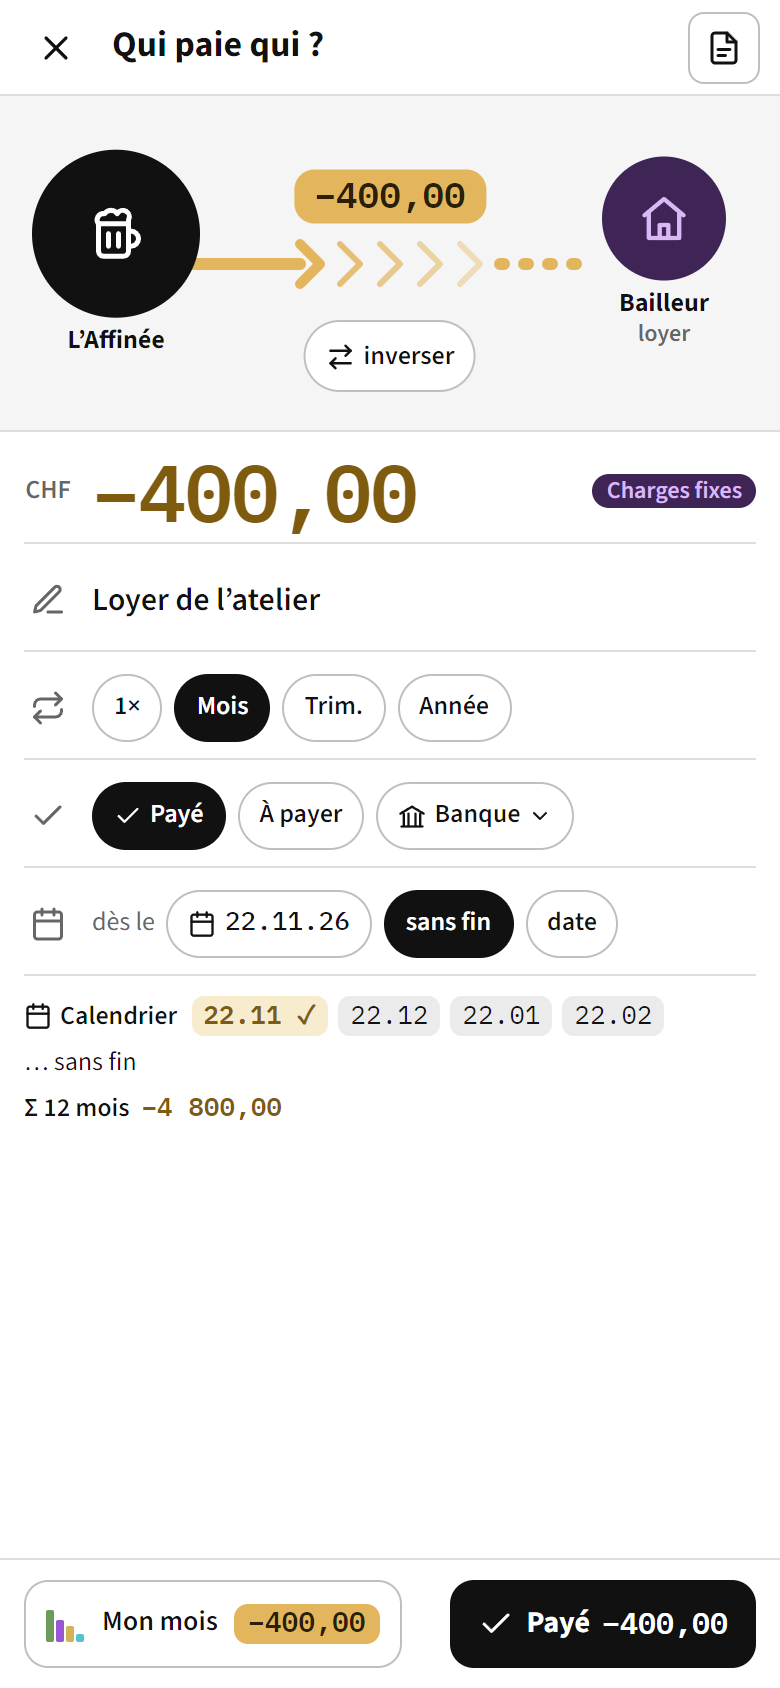 Qui paie qui ?
−400,00
L’Affinée
Bailleur
loyer
inverser
CHF −400,00 Charges fixes
Loyer de l’atelier
1× Mois Trim. Année
Payé À payer Banque
dès le 22.11.26 sans fin date
Calendrier 22.11 ✓ 22.12 22.01 22.02
… sans fin
Σ 12 mois −4 800,00
Mon mois −400,00
Payé −400,00